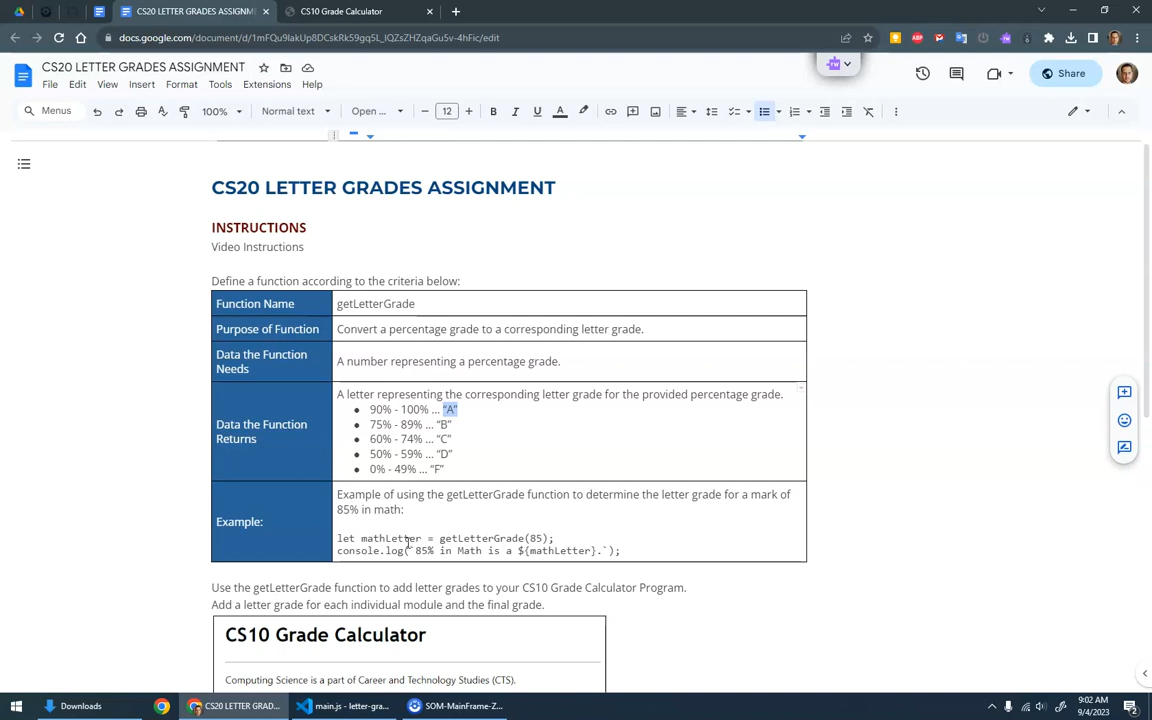 CS20 LETTER GRADES ASSIGNM
CS10 Grade Calculator
docs.google.com/document/d/1mFQu9lakUp8DCskRk59gq5L_IQZsZHZqaGu5v-4hFic/edit
CS20 LETTER GRADES ASSIGNMENT
File Edit View Insert Format Tools Extensions Help
Share
Menus
100%
Normal text
Open ...
12
CS20 LETTER GRADES ASSIGNMENT
INSTRUCTIONS
Video Instructions
Define a function according to the criteria below:
Function Name
getLetterGrade
Purpose of Function
Convert a percentage grade to a corresponding letter grade.
Data the Function
Needs
A number representing a percentage grade.
Data the Function
Returns
A letter representing the corresponding letter grade for the provided percentage grade.
● 90% - 100% ... “A”
● 75% - 89% ... “B”
● 60% - 74% ... “C”
● 50% - 59% ... “D”
● 0% - 49% ... “F”
Example:
Example of using the getLetterGrade function to determine the letter grade for a mark of
85% in math:
let mathLetter = getLetterGrade(85);
console.log(`85% in Math is a ${mathLetter}.`);
Use the getLetterGrade function to add letter grades to your CS10 Grade Calculator Program.
Add a letter grade for each individual module and the final grade.
CS10 Grade Calculator
Computing Science is a part of Career and Technology Studies (CTS).
Downloads
CS20 LETTER GRAD...
main.js - letter-gra...
SOM-MainFrame-Z...
9:02 AM
9/4/2023